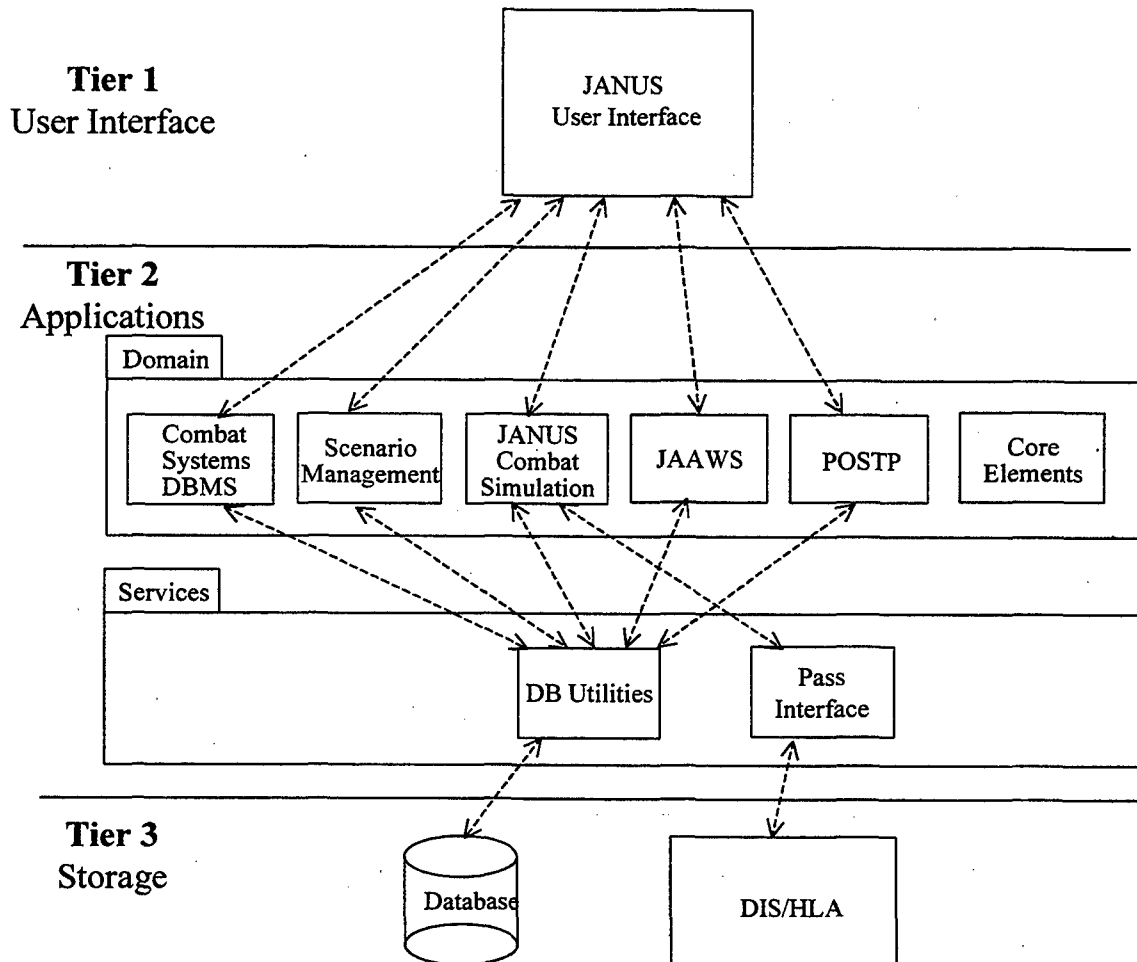 Tier 1
User Interface
JANUS
User Interface
Tier 2
Applications
Domain
Combat
Systems
DBMS
Scenario
Management
JANUS
Combat
Simulation
JAAWS
POSTP
Core
Elements
Services
DB Utilities
Pass
Interface
Tier 3
Storage
Database
DIS/HLA